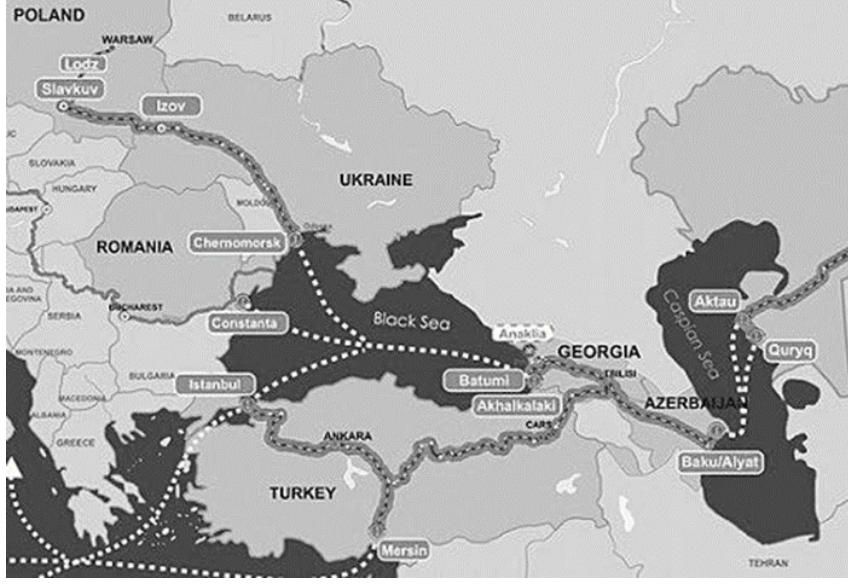 POLAND
BELARUS
WARSAW
Lodz
Slavkuv
Izov
SLOVAKIA
HUNGARY
UKRAINE
ROMANIA
Chernomorsk
BUCHAREST
Constanta
Black Sea
SERBIA
MONTENEGRO
BULGARIA
MACEDONIA
ALBANIA
GREECE
Istanbul
ANKARA
TURKEY
Mersin
Anaklia
GEORGIA
TBILISI
Batumi
Akhalkalaki
CARS
AZERBAIJAN
Baku/Alyat
Caspian Sea
Aktau
Quryq
TEHRAN